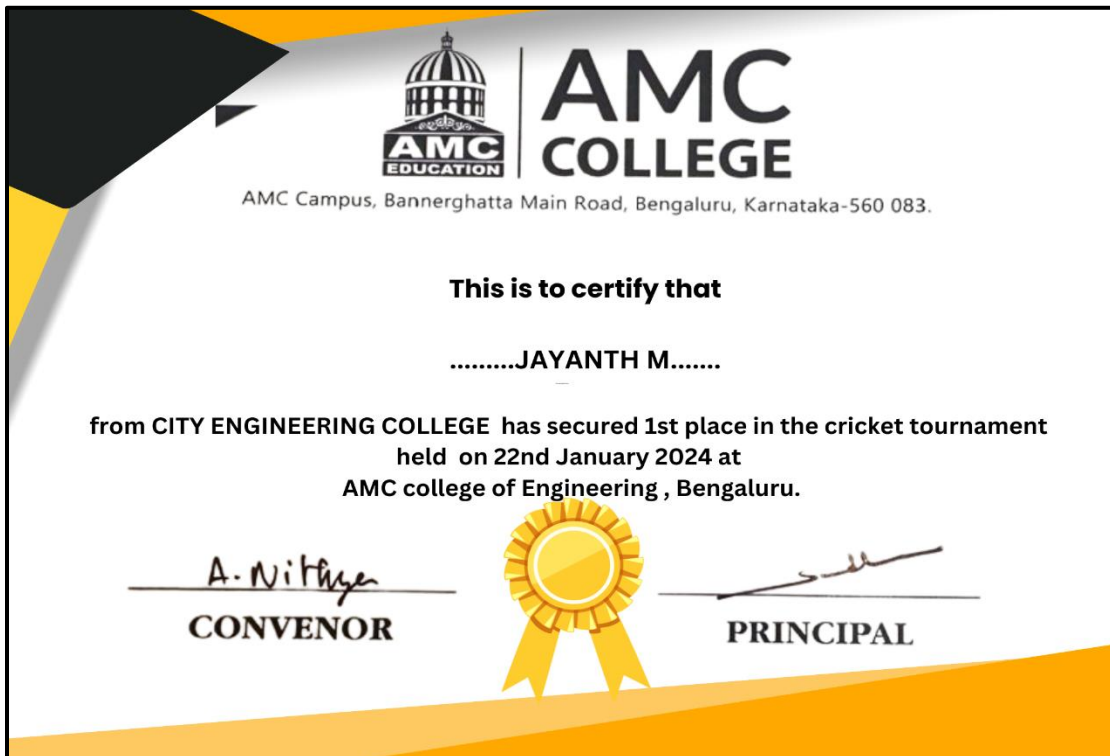 AMC
EDUCATION
AMC
COLLEGE
AMC Campus, Bannerghatta Main Road, Bengaluru, Karnataka-560 083.
This is to certify that
.........JAYANTH M.......
from CITY ENGINEERING COLLEGE has secured 1st place in the cricket tournament
held on 22nd January 2024 at
AMC college of Engineering , Bengaluru.
A. Nithya
CONVENOR
PRINCIPAL